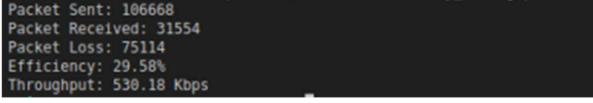 Packet Sent: 106668
Packet Received: 31554
Packet Loss: 75114
Efficiency: 29.58%
Throughput: 530.18 Kbps